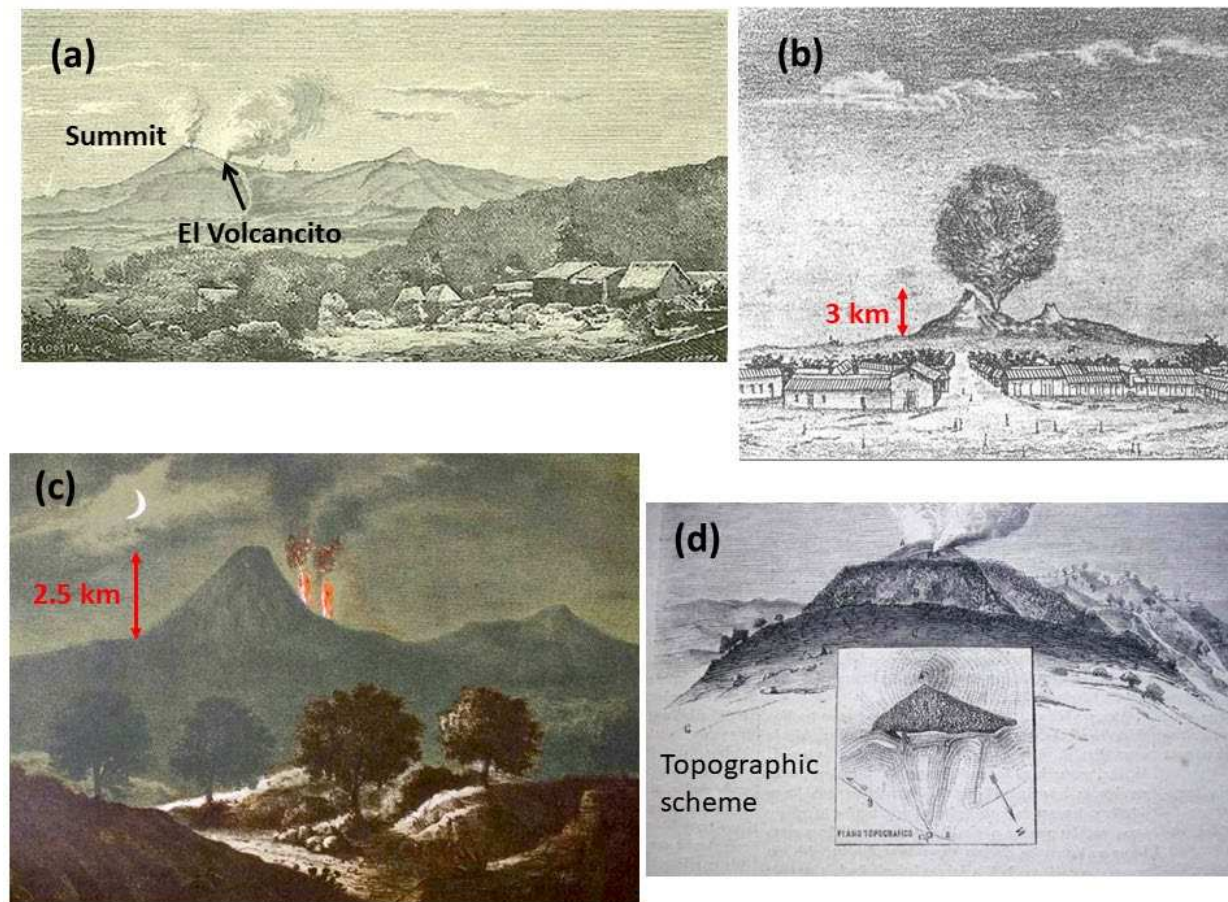 (a)
Summit
El Volcancito
(b)
3 km
(c)
2.5 km
(d)
A
B
C
G
Topographic
scheme
PLANO TOPOGRAFICO